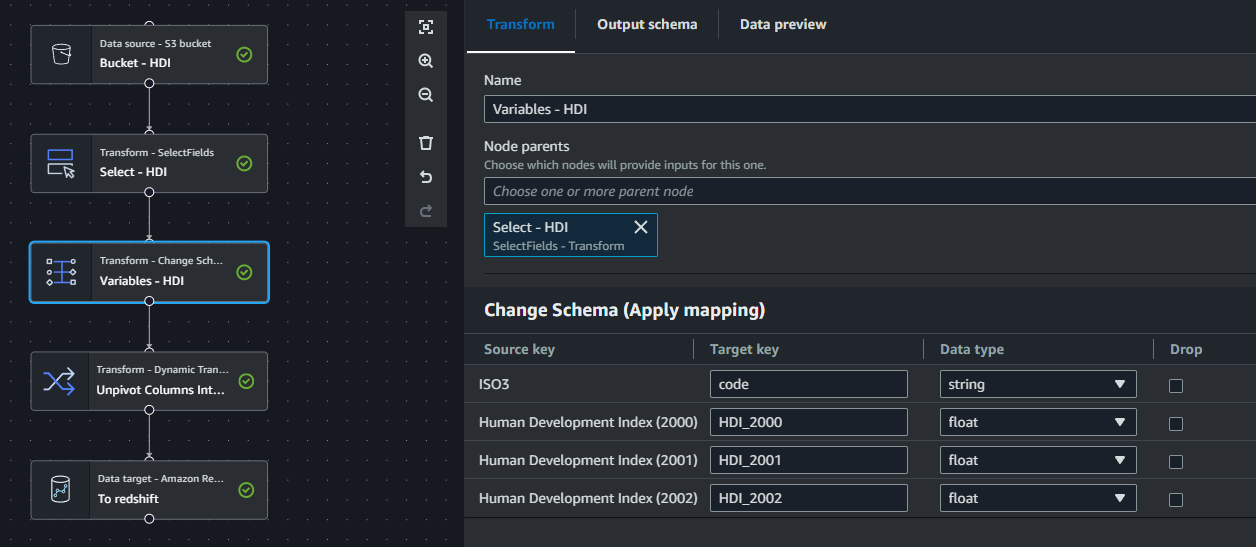 Data source - S3 bucket
Bucket - HDI
Transform - SelectFields
Select - HDI
Transform - Change Sch...
Variables - HDI
Transform - Dynamic Tran...
Unpivot Columns Int...
Data target - Amazon Re...
To redshift
Transform Output schema Data preview
Name
Variables - HDI
Node parents
Choose which nodes will provide inputs for this one.
Choose one or more parent node
Select - HDI
SelectFields - Transform
Change Schema (Apply mapping)
Source key Target key Data type Drop
ISO3 code string
Human Development Index (2000) HDI_2000 float
Human Development Index (2001) HDI_2001 float
Human Development Index (2002) HDI_2002 float